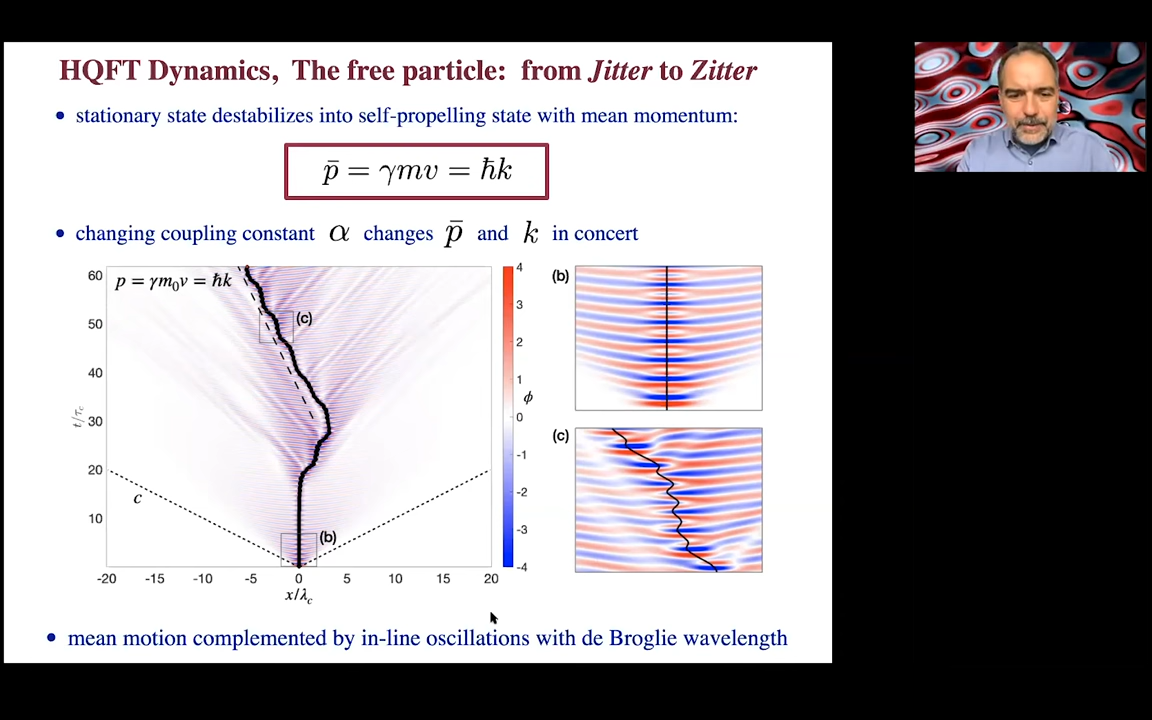 HQFT Dynamics, The free particle: from Jitter to Zitter
• stationary state destabilizes into self-propelling state with mean momentum:
p̄ = γmv = ħk
• changing coupling constant α changes p̄ and k in concert
p = γm₀v = ħk
(c)
c
(b)
60
50
40
30
20
10
t/τ_c
-20 -15 -10 -5 0 5 10 15 20
x/λ_c
4
3
2
1
0
-1
-2
-3
-4
ϕ
(b)
(c)
• mean motion complemented by in-line oscillations with de Broglie wavelength